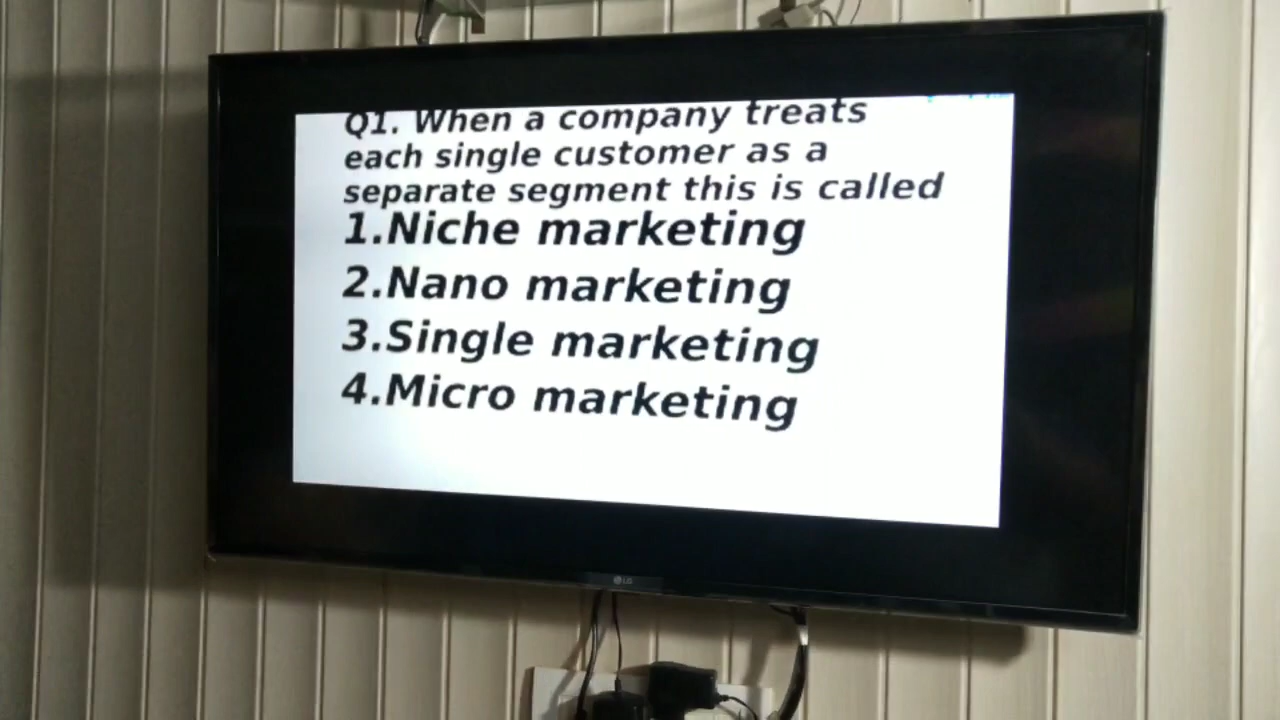 Q1. When a company treats
each single customer as a
separate segment this is called
1.Niche marketing
2.Nano marketing
3.Single marketing
4.Micro marketing
LG